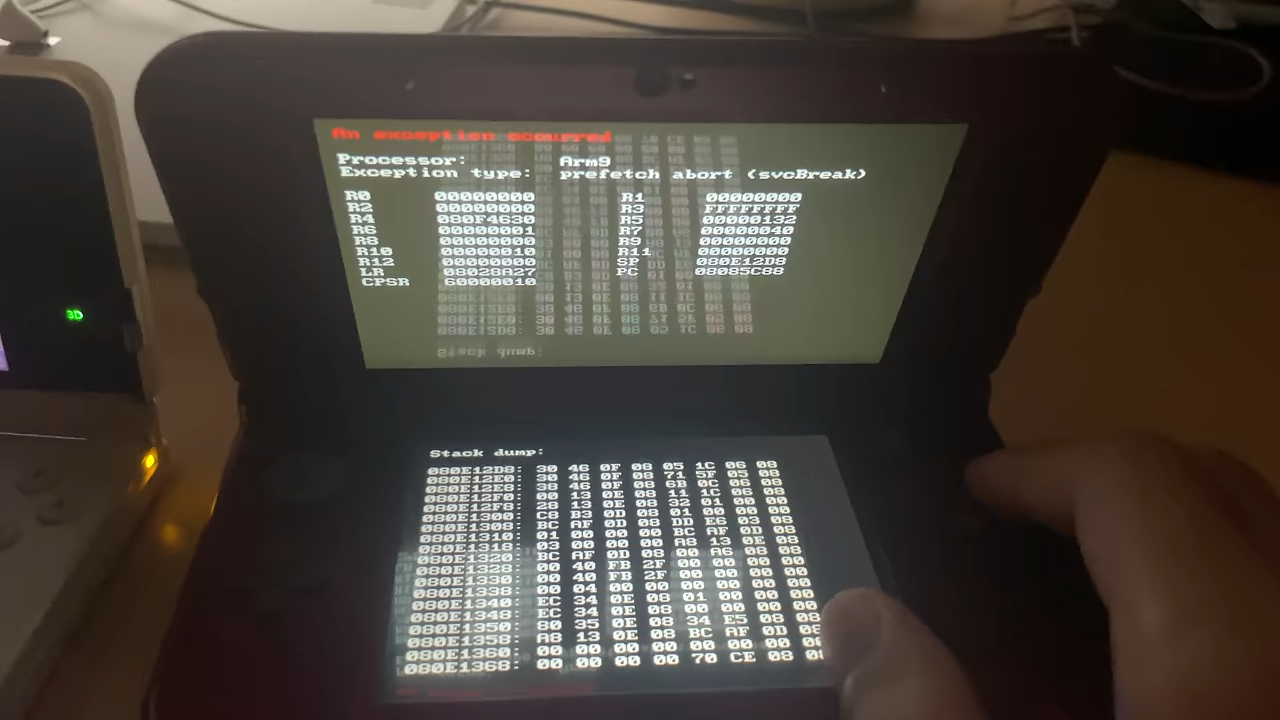 3D
An exception occurred
Processor: Arm9
Exception type: prefetch abort (svcBreak)
R0 00000000 R1 00000000
R2 00000000 R3 FFFFFFFF
R4 080F4630 R5 00000132
R6 00000001 R7 00000040
R8 00000000 R9 00000000
R10 00000010 R11 00000000
R12 00000000 SP 080E12D8
LR 08028A27 PC 08085C88
CPSR 60000010
Stack dump:
080E12D8: 30 46 0F 08 05 1C 06 08
080E12E0: 30 46 0F 08 71 5F 05 08
080E12E8: 38 46 0F 08 6B 0C 06 08
080E12F0: 00 13 0E 08 11 1C 06 08
080E12F8: 28 13 0E 08 32 01 00 00
080E1300: C8 B3 0D 08 01 00 00 00
080E1308: BC AF 0D 08 DD E6 03 08
080E1310: 01 00 00 00 BC AF 0D 08
080E1318: 03 00 00 00 A8 13 0E 08
080E1320: BC AF 0D 08 00 A6 08 08
080E1328: 00 40 FB 2F 00 00 00 00
080E1330: 00 40 FB 2F 00 00 00 00
080E1338: 00 04 00 00 00 00 00 00
080E1340: EC 34 0E 08 01 00 00 00
080E1348: EC 34 0E 08 00 00 00 00
080E1350: 80 35 0E 08 34 E5 08 08
080E1358: A8 13 0E 08 BC AF 0D 08
080E1360: 00 00 00 00 00 00 00 00
080E1368: 00 00 00 00 70 CE 08